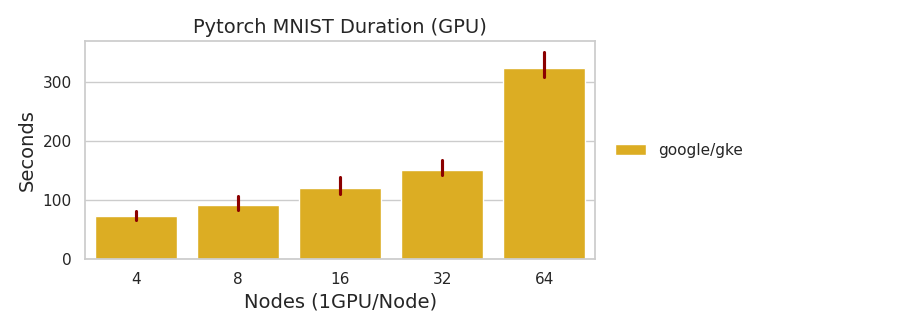 Pytorch MNIST Duration (GPU)
Seconds
300
200
100
0
4 8 16 32 64
Nodes (1GPU/Node)
google/gke